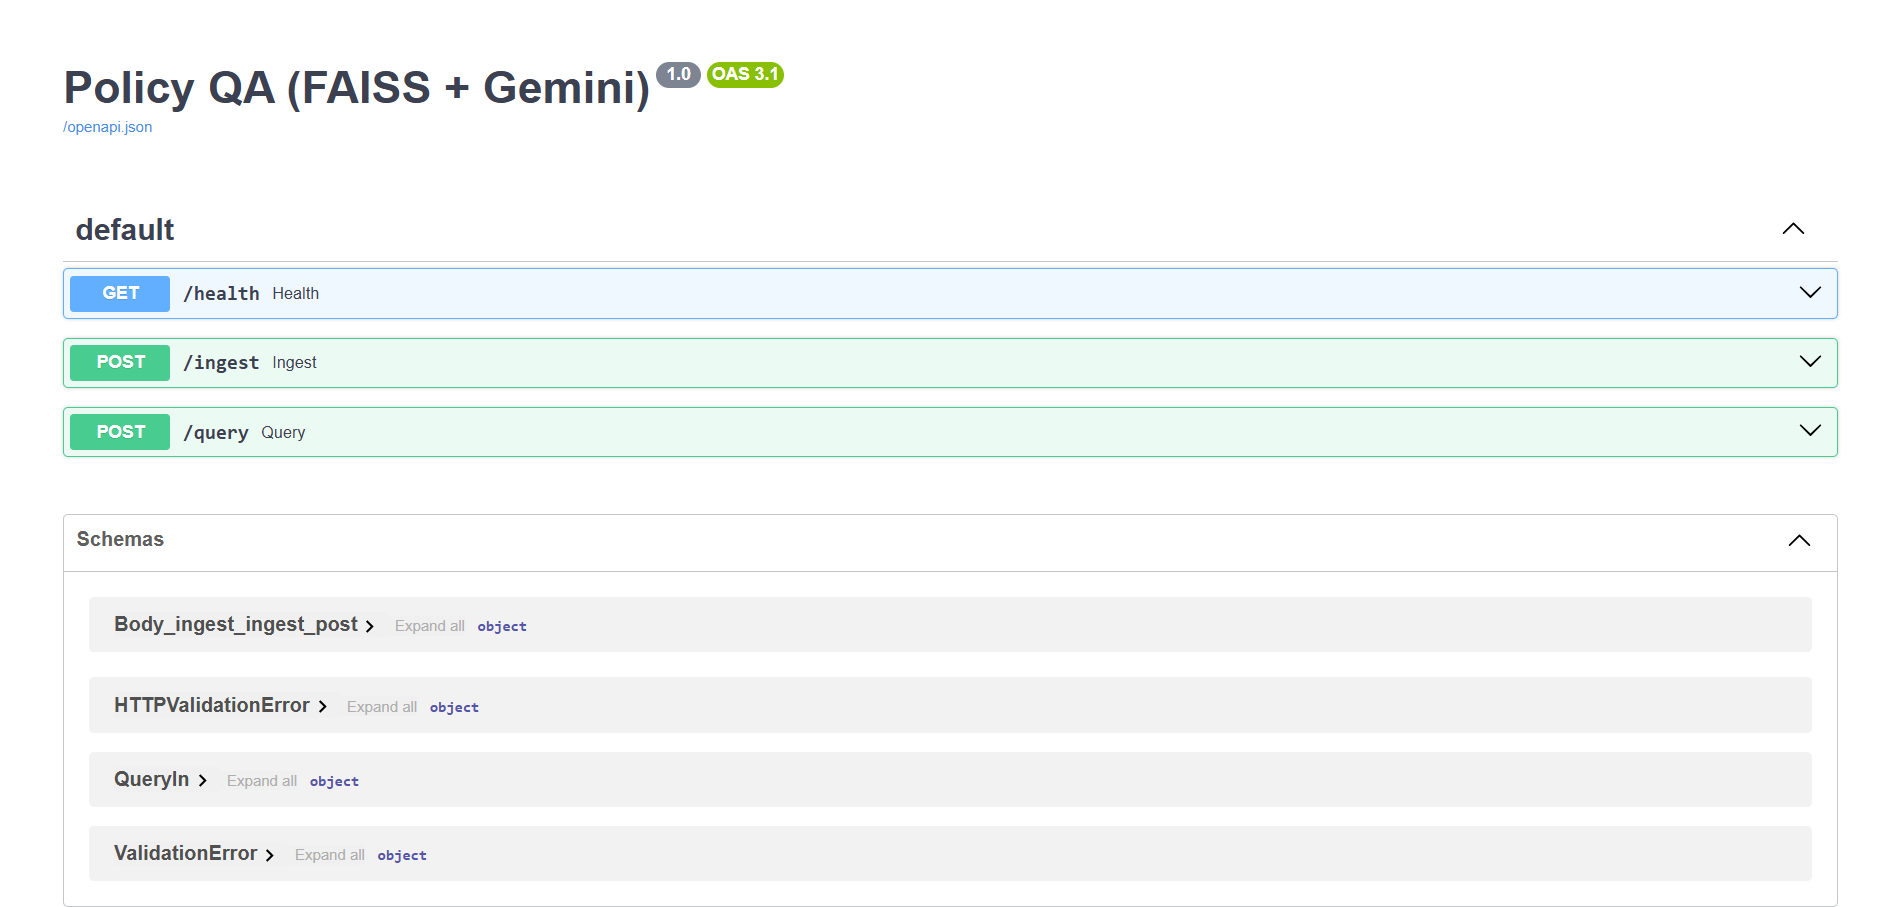 Policy QA (FAISS + Gemini) 1.0 OAS 3.1
/openapi.json
default
GET /health Health
POST /ingest Ingest
POST /query Query
Schemas
Body_ingest_ingest_post Expand all object
HTTPValidationError Expand all object
QueryIn Expand all object
ValidationError Expand all object